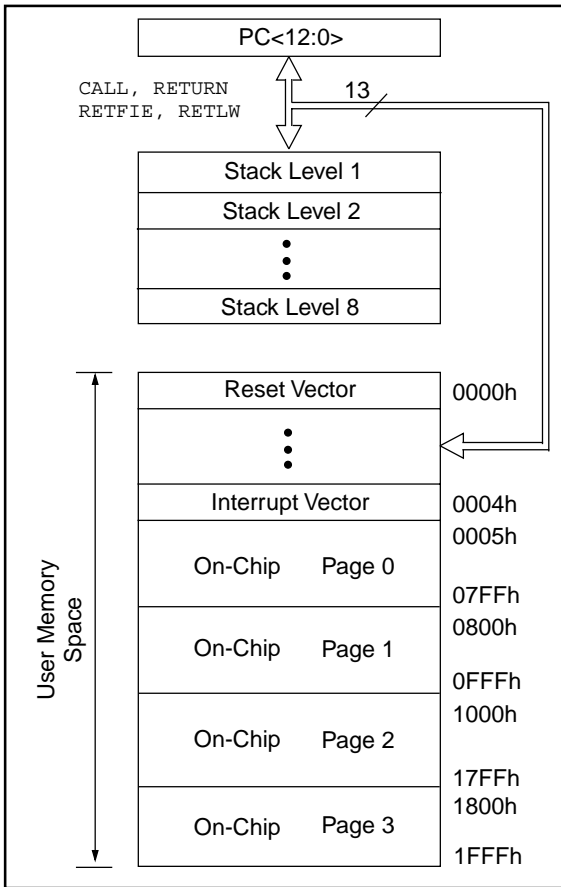 PC<12:0>
CALL, RETURN
RETFIE, RETLW
13
Stack Level 1
Stack Level 2
Stack Level 8
Reset Vector
0000h
Interrupt Vector
0004h
0005h
On-Chip Page 0
07FFh
0800h
On-Chip Page 1
0FFFh
1000h
On-Chip Page 2
17FFh
1800h
On-Chip Page 3
1FFFh
User Memory
Space